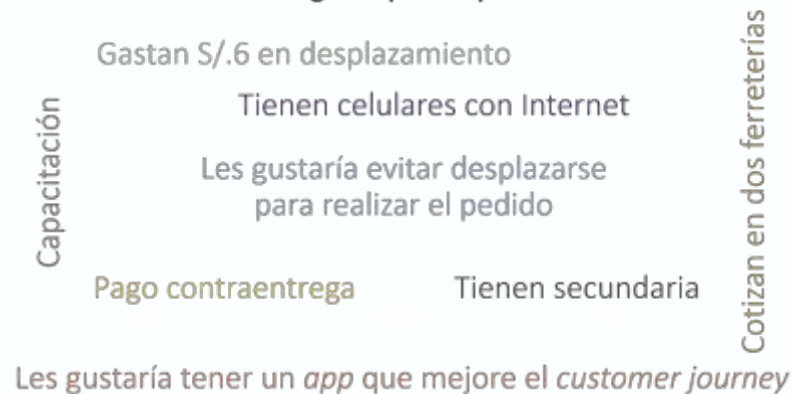 Gastan S/.6 en desplazamiento
Tienen celulares con Internet
Capacitación
Cotizan en dos ferreterías
Les gustaría evitar desplazarse
para realizar el pedido
Pago contraentrega
Tienen secundaria
Les gustaría tener un app que mejore el customer journey